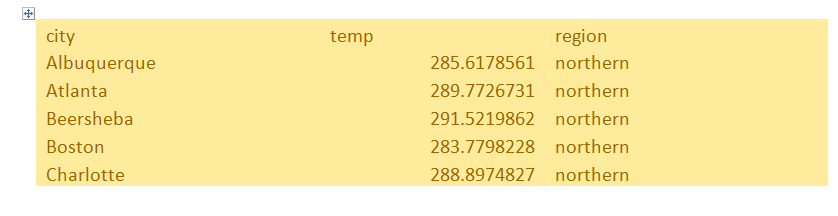 city temp region
Albuquerque 285.6178561 northern
Atlanta 289.7726731 northern
Beersheba 291.5219862 northern
Boston 283.7798228 northern
Charlotte 288.8974827 northern